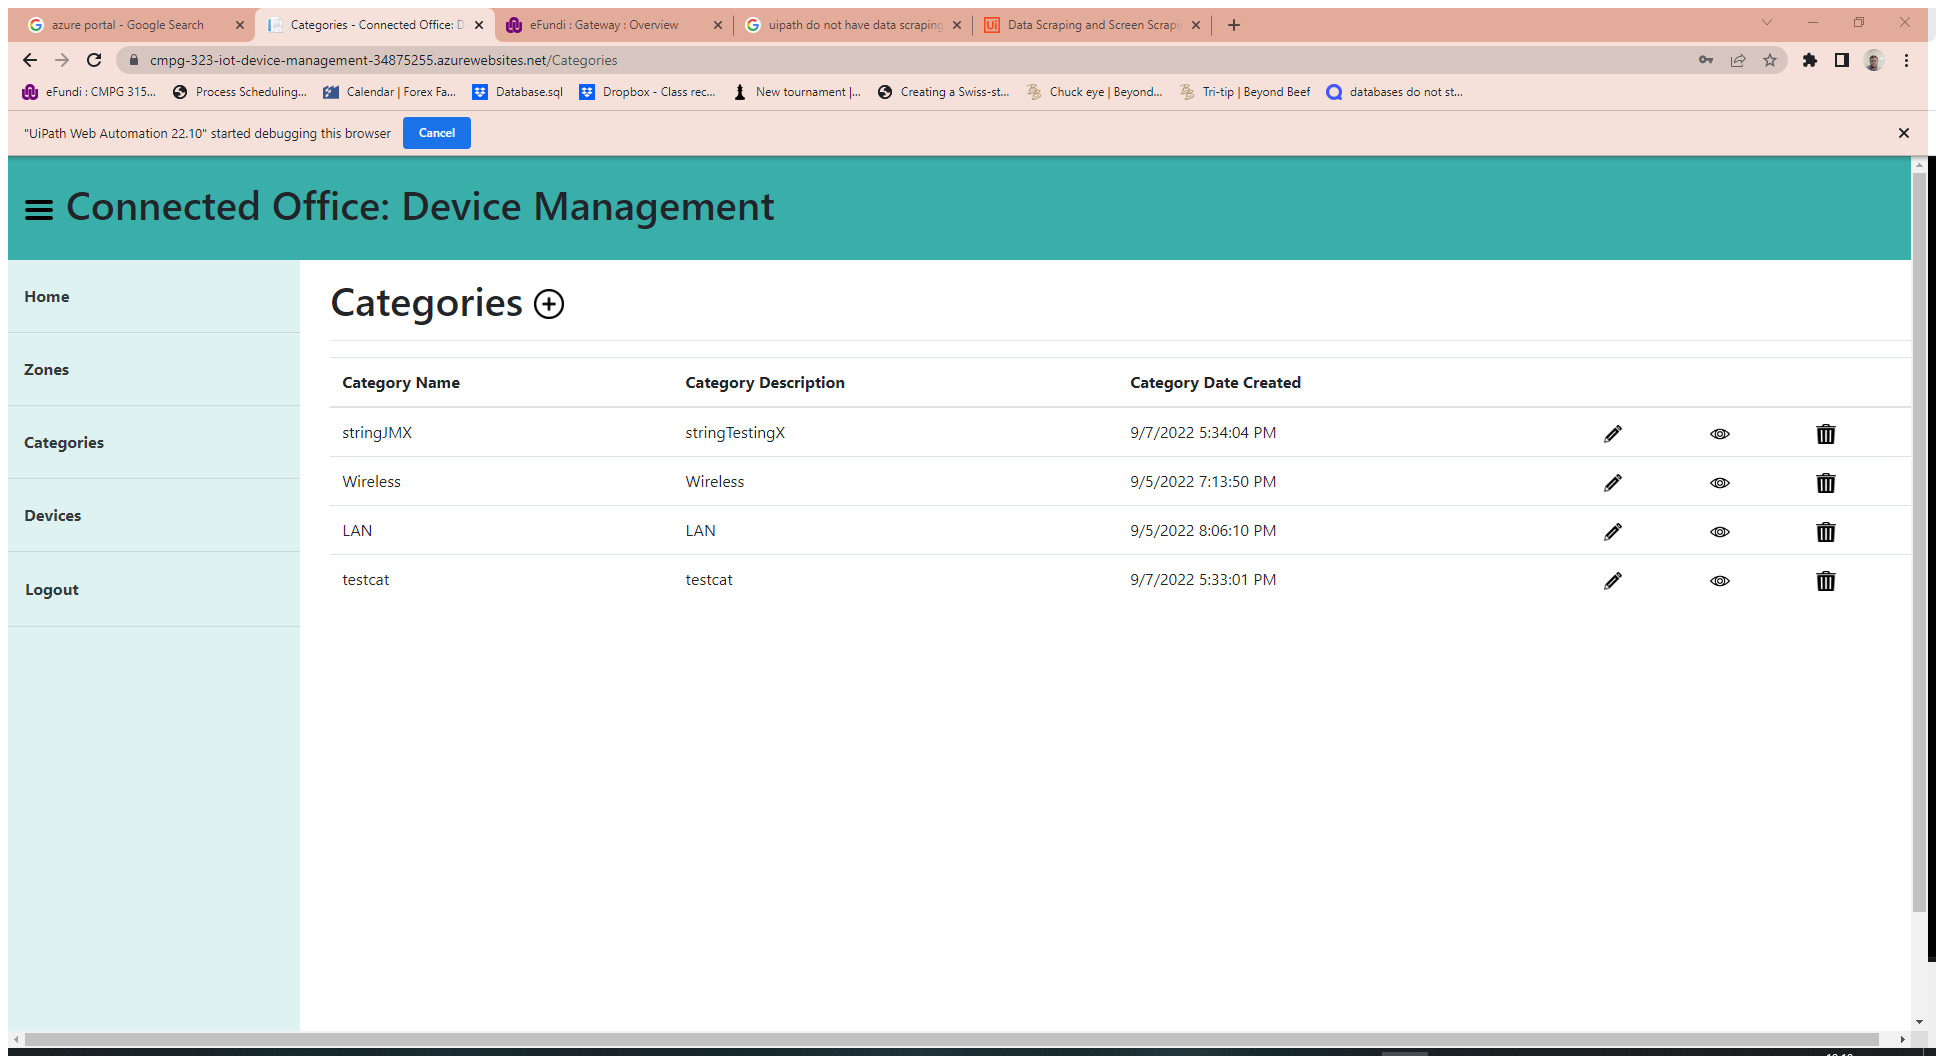 azure portal - Google Search
Categories - Connected Office: D
eFundi : Gateway : Overview
uipath do not have data scraping
Ui
Data Scraping and Screen Scrapi
cmpg-323-iot-device-management-34875255.azurewebsites.net/Categories
eFundi : CMPG 315...
Process Scheduling...
Calendar | Forex Fa...
Database.sql
Dropbox - Class rec...
New tournament |...
Creating a Swiss-st...
Chuck eye | Beyond...
Tri-tip | Beyond Beef
databases do not st...
"UiPath Web Automation 22.10" started debugging this browser
Cancel
Connected Office: Device Management
Home
Zones
Categories
Devices
Logout
Categories
Category Name Category Description Category Date Created
stringJMX stringTestingX 9/7/2022 5:34:04 PM
Wireless Wireless 9/5/2022 7:13:50 PM
LAN LAN 9/5/2022 8:06:10 PM
testcat testcat 9/7/2022 5:33:01 PM